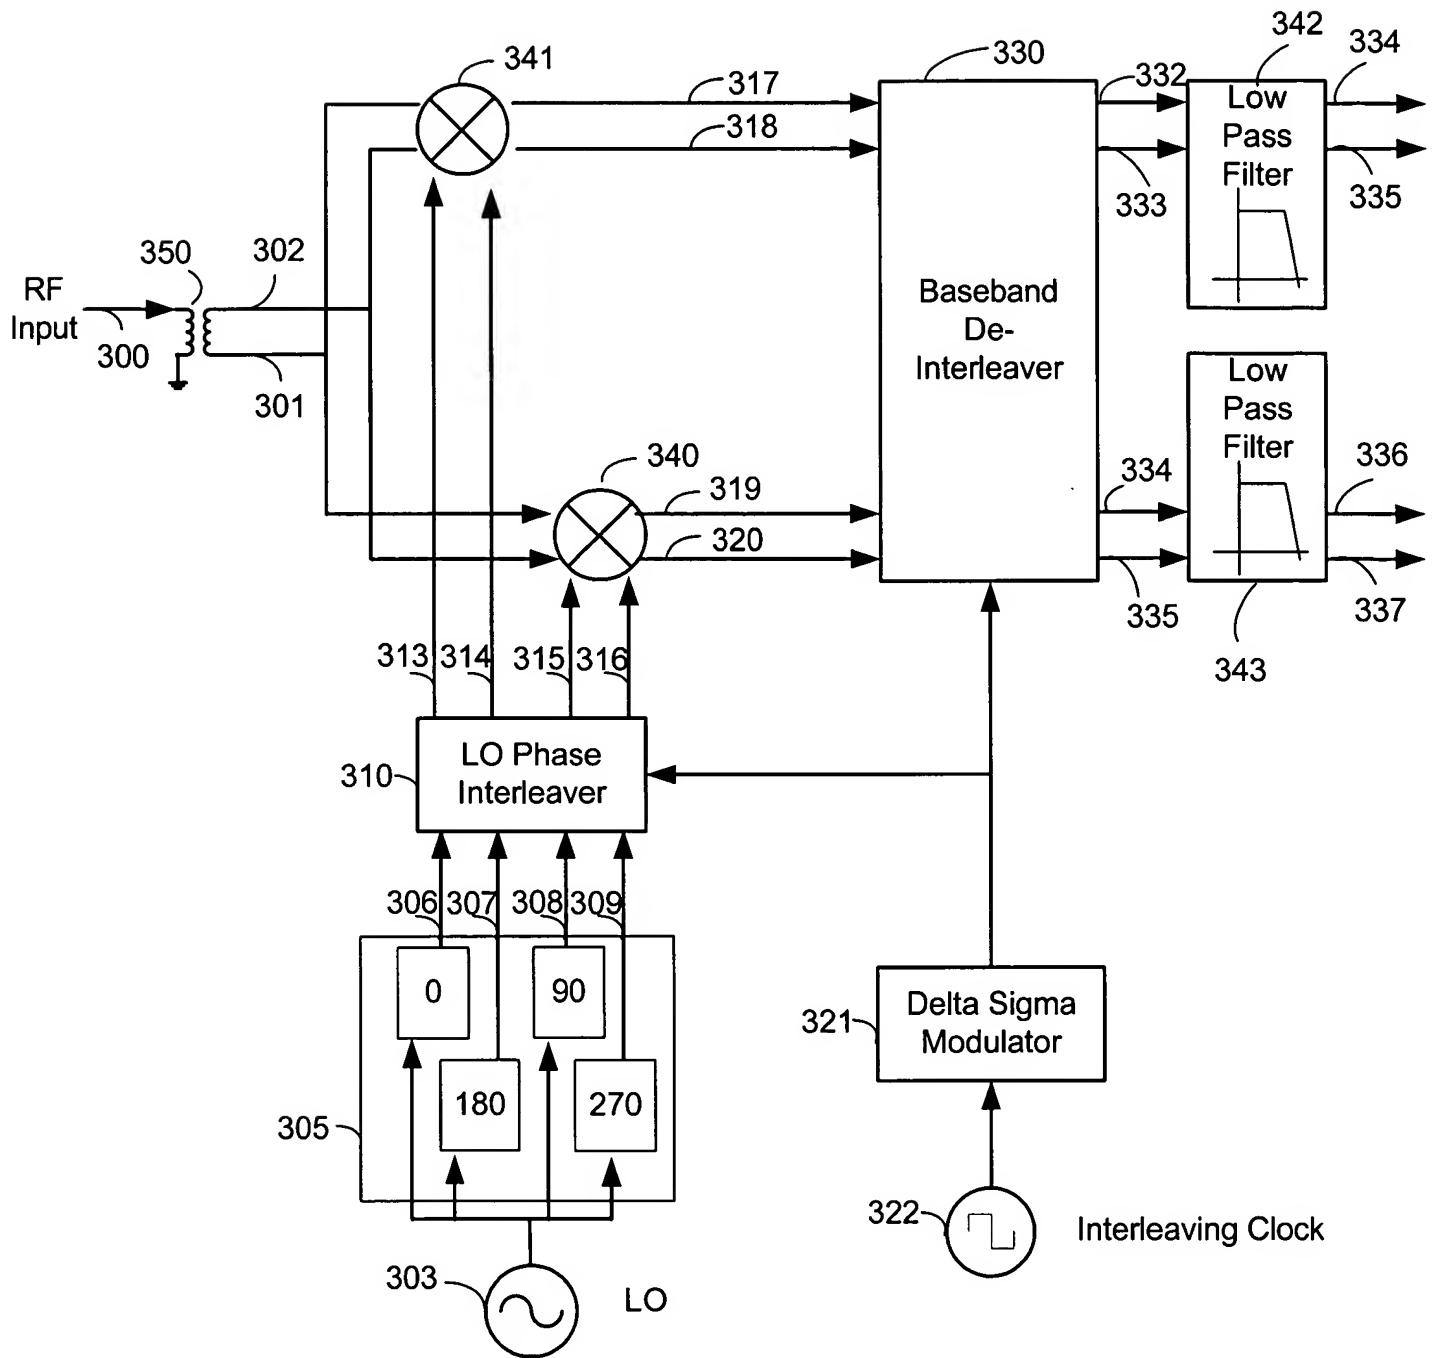 341
317
318
330
332
333
342
334
335
Low
Pass
Filter
350
302
RF
Input
300
301
Baseband
De-
Interleaver
340
319
320
334
335
Low
Pass
Filter
336
337
343
313
314
315
316
310
LO Phase
Interleaver
306
307
308
309
0
90
180
270
305
321
Delta Sigma
Modulator
322
Interleaving Clock
303
LO